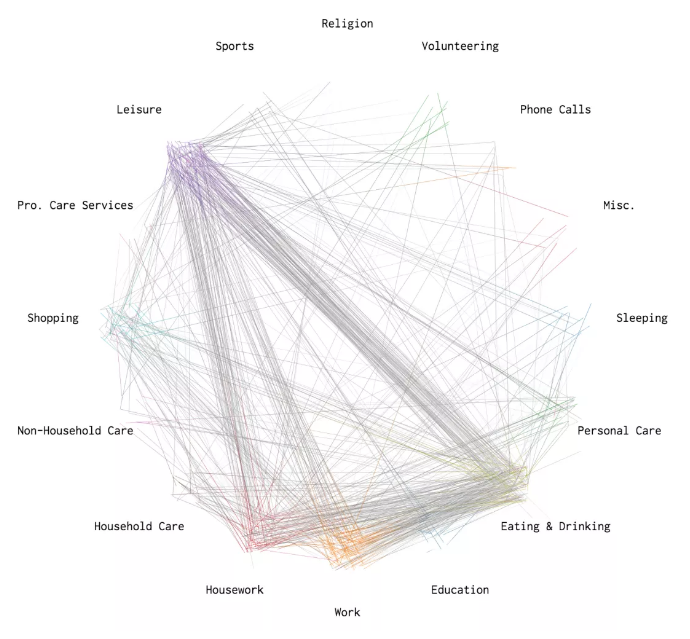 Religion
Sports
Volunteering
Leisure
Phone Calls
Pro. Care Services
Misc.
Shopping
Sleeping
Non-Household Care
Personal Care
Household Care
Eating & Drinking
Housework
Education
Work